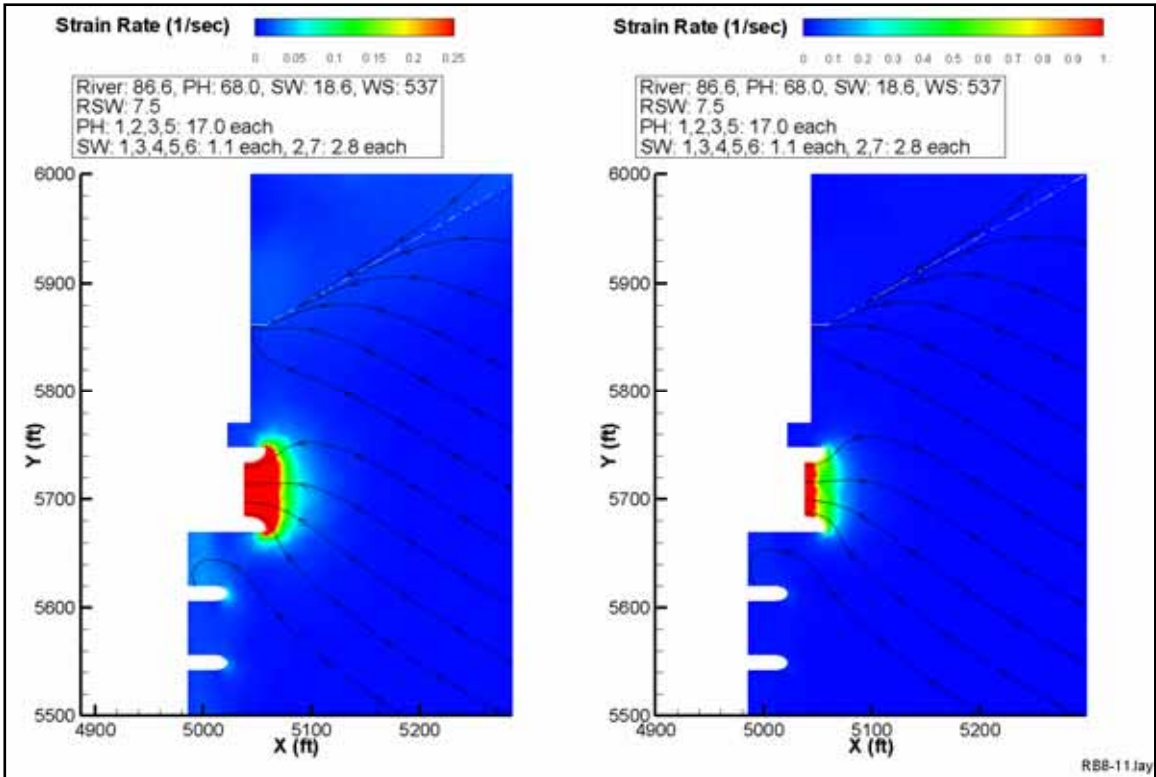 Strain Rate (1/sec)
0 0.05 0.1 0.15 0.2 0.25
River: 86.6, PH: 68.0, SW: 18.6, WS: 537
RSW: 7.5
PH: 1,2,3,5: 17.0 each
SW: 1,3,4,5,6: 1.1 each, 2,7: 2.8 each
6000
5900
5800
5700
5600
5500
Y (ft)
4900 5000 5100 5200
X (ft)
Strain Rate (1/sec)
0 0.1 0.2 0.3 0.4 0.5 0.6 0.7 0.8 0.9 1
River: 86.6, PH: 68.0, SW: 18.6, WS: 537
RSW: 7.5
PH: 1,2,3,5: 17.0 each
SW: 1,3,4,5,6: 1.1 each, 2,7: 2.8 each
6000
5900
5800
5700
5600
5500
Y (ft)
4900 5000 5100 5200
X (ft)
RB8-11.lay